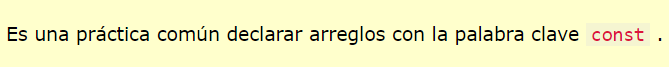 Es una práctica común declarar arreglos con la palabra clave const .